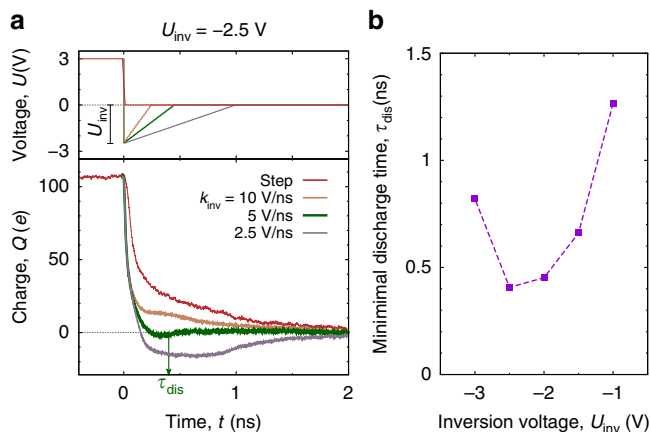 a
U_inv = −2.5 V
Voltage, U(V)
3
0
−3
U_inv
Charge, Q (e)
100
50
0
Step
k_inv = 10 V/ns
5 V/ns
2.5 V/ns
τ_dis
0
1
2
Time, t (ns)
b
Minimimal discharge time, τ_dis(ns)
1.5
1
0.5
0
−3
−2
−1
Inversion voltage, U_inv (V)